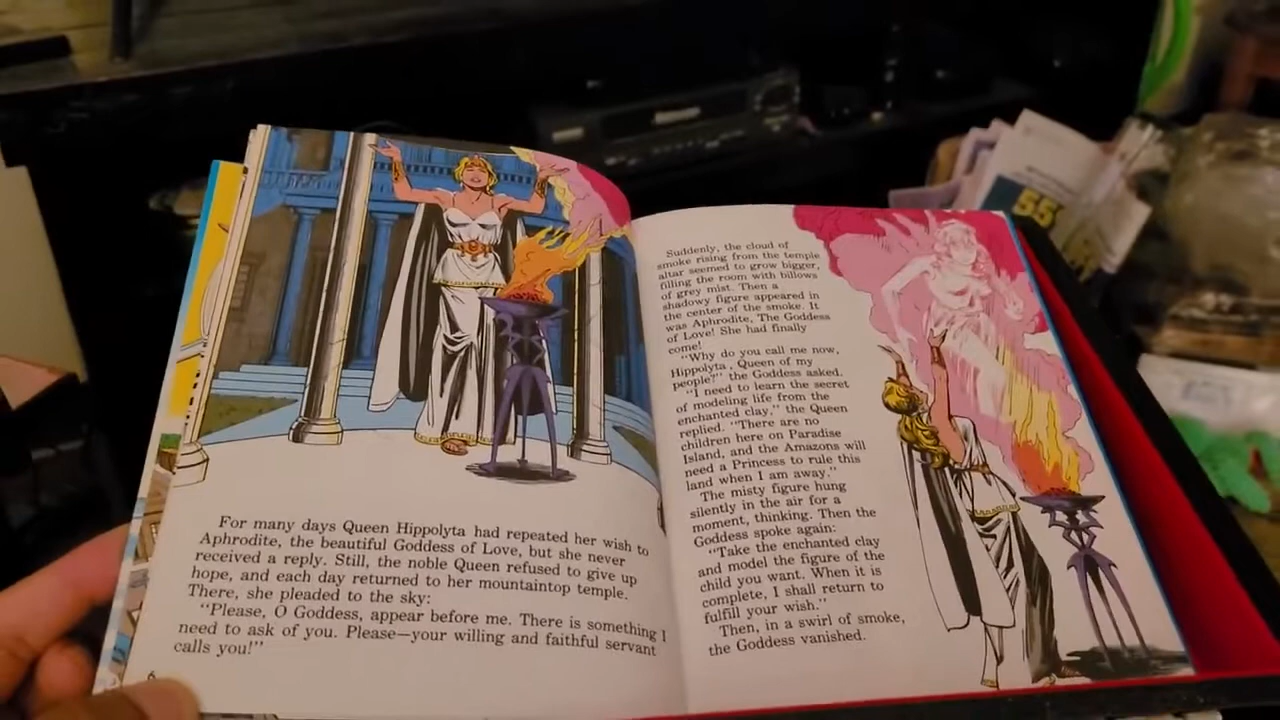 For many days Queen Hippolyta had repeated her wish to
Aphrodite, the beautiful Goddess of Love, but she never
received a reply. Still, the noble Queen refused to give up
hope, and each day returned to her mountaintop temple.
There, she pleaded to the sky:
"Please, O Goddess, appear before me. There is something I
need to ask of you. Please—your willing and faithful servant
calls you!"
6
Suddenly, the cloud of
smoke rising from the temple
altar seemed to grow bigger,
filling the room with billows
of grey mist. Then a
shadowy figure appeared in
the center of the smoke. It
was Aphrodite, The Goddess
of Love! She had finally
come!
"Why do you call me now,
Hippolyta, Queen of my
people?" the Goddess asked.
"I need to learn the secret
of modeling life from the
enchanted clay," the Queen
replied. "There are no
children here on Paradise
Island, and the Amazons will
need a Princess to rule this
land when I am away."
The misty figure hung
silently in the air for a
moment, thinking. Then the
Goddess spoke again:
"Take the enchanted clay
and model the figure of the
child you want. When it is
complete, I shall return to
fulfill your wish."
Then, in a swirl of smoke,
the Goddess vanished.
55